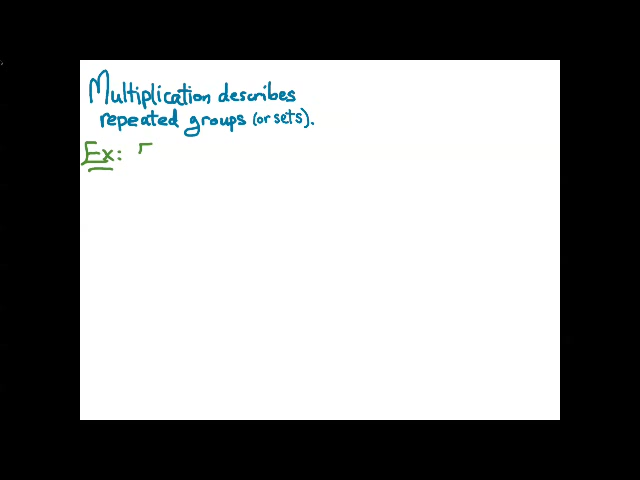 Multiplication describes
repeated groups (or sets).
Ex: